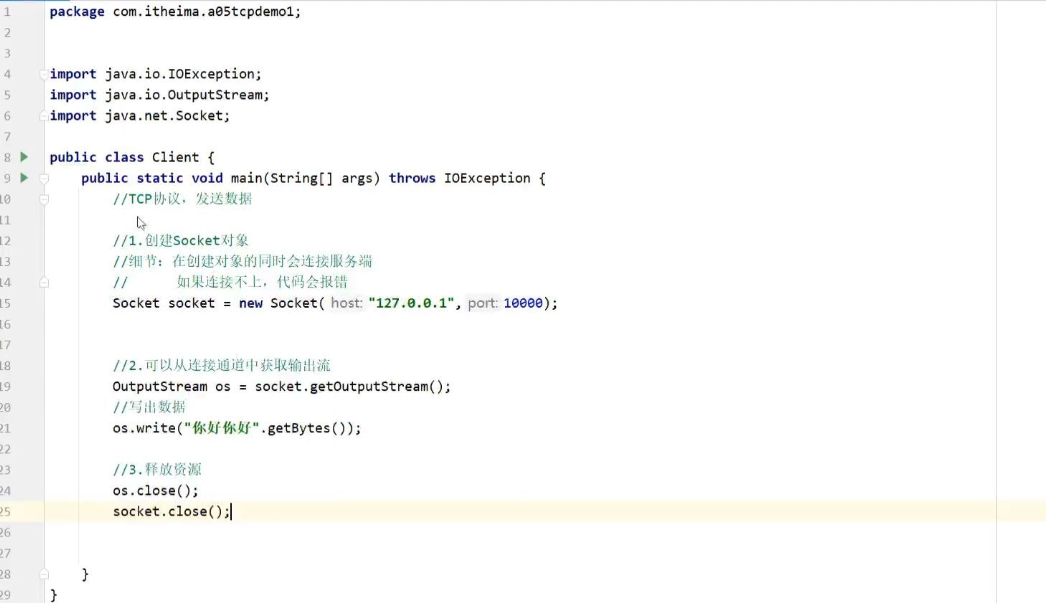 1 package com.itheima.a05tcpdemo1;
2
3
4 import java.io.IOException;
5 import java.io.OutputStream;
6 import java.net.Socket;
7
8 public class Client {
9 public static void main(String[] args) throws IOException {
10 //TCP协议，发送数据
11
12 //1.创建Socket对象
13 //细节：在创建对象的同时会连接服务端
14 // 如果连接不上，代码会报错
15 Socket socket = new Socket( host: "127.0.0.1", port: 10000);
16
17
18 //2.可以从连接通道中获取输出流
19 OutputStream os = socket.getOutputStream();
20 //写出数据
21 os.write("你好你好".getBytes());
22
23 //3.释放资源
24 os.close();
25 socket.close();
26
27
28 }
29 }